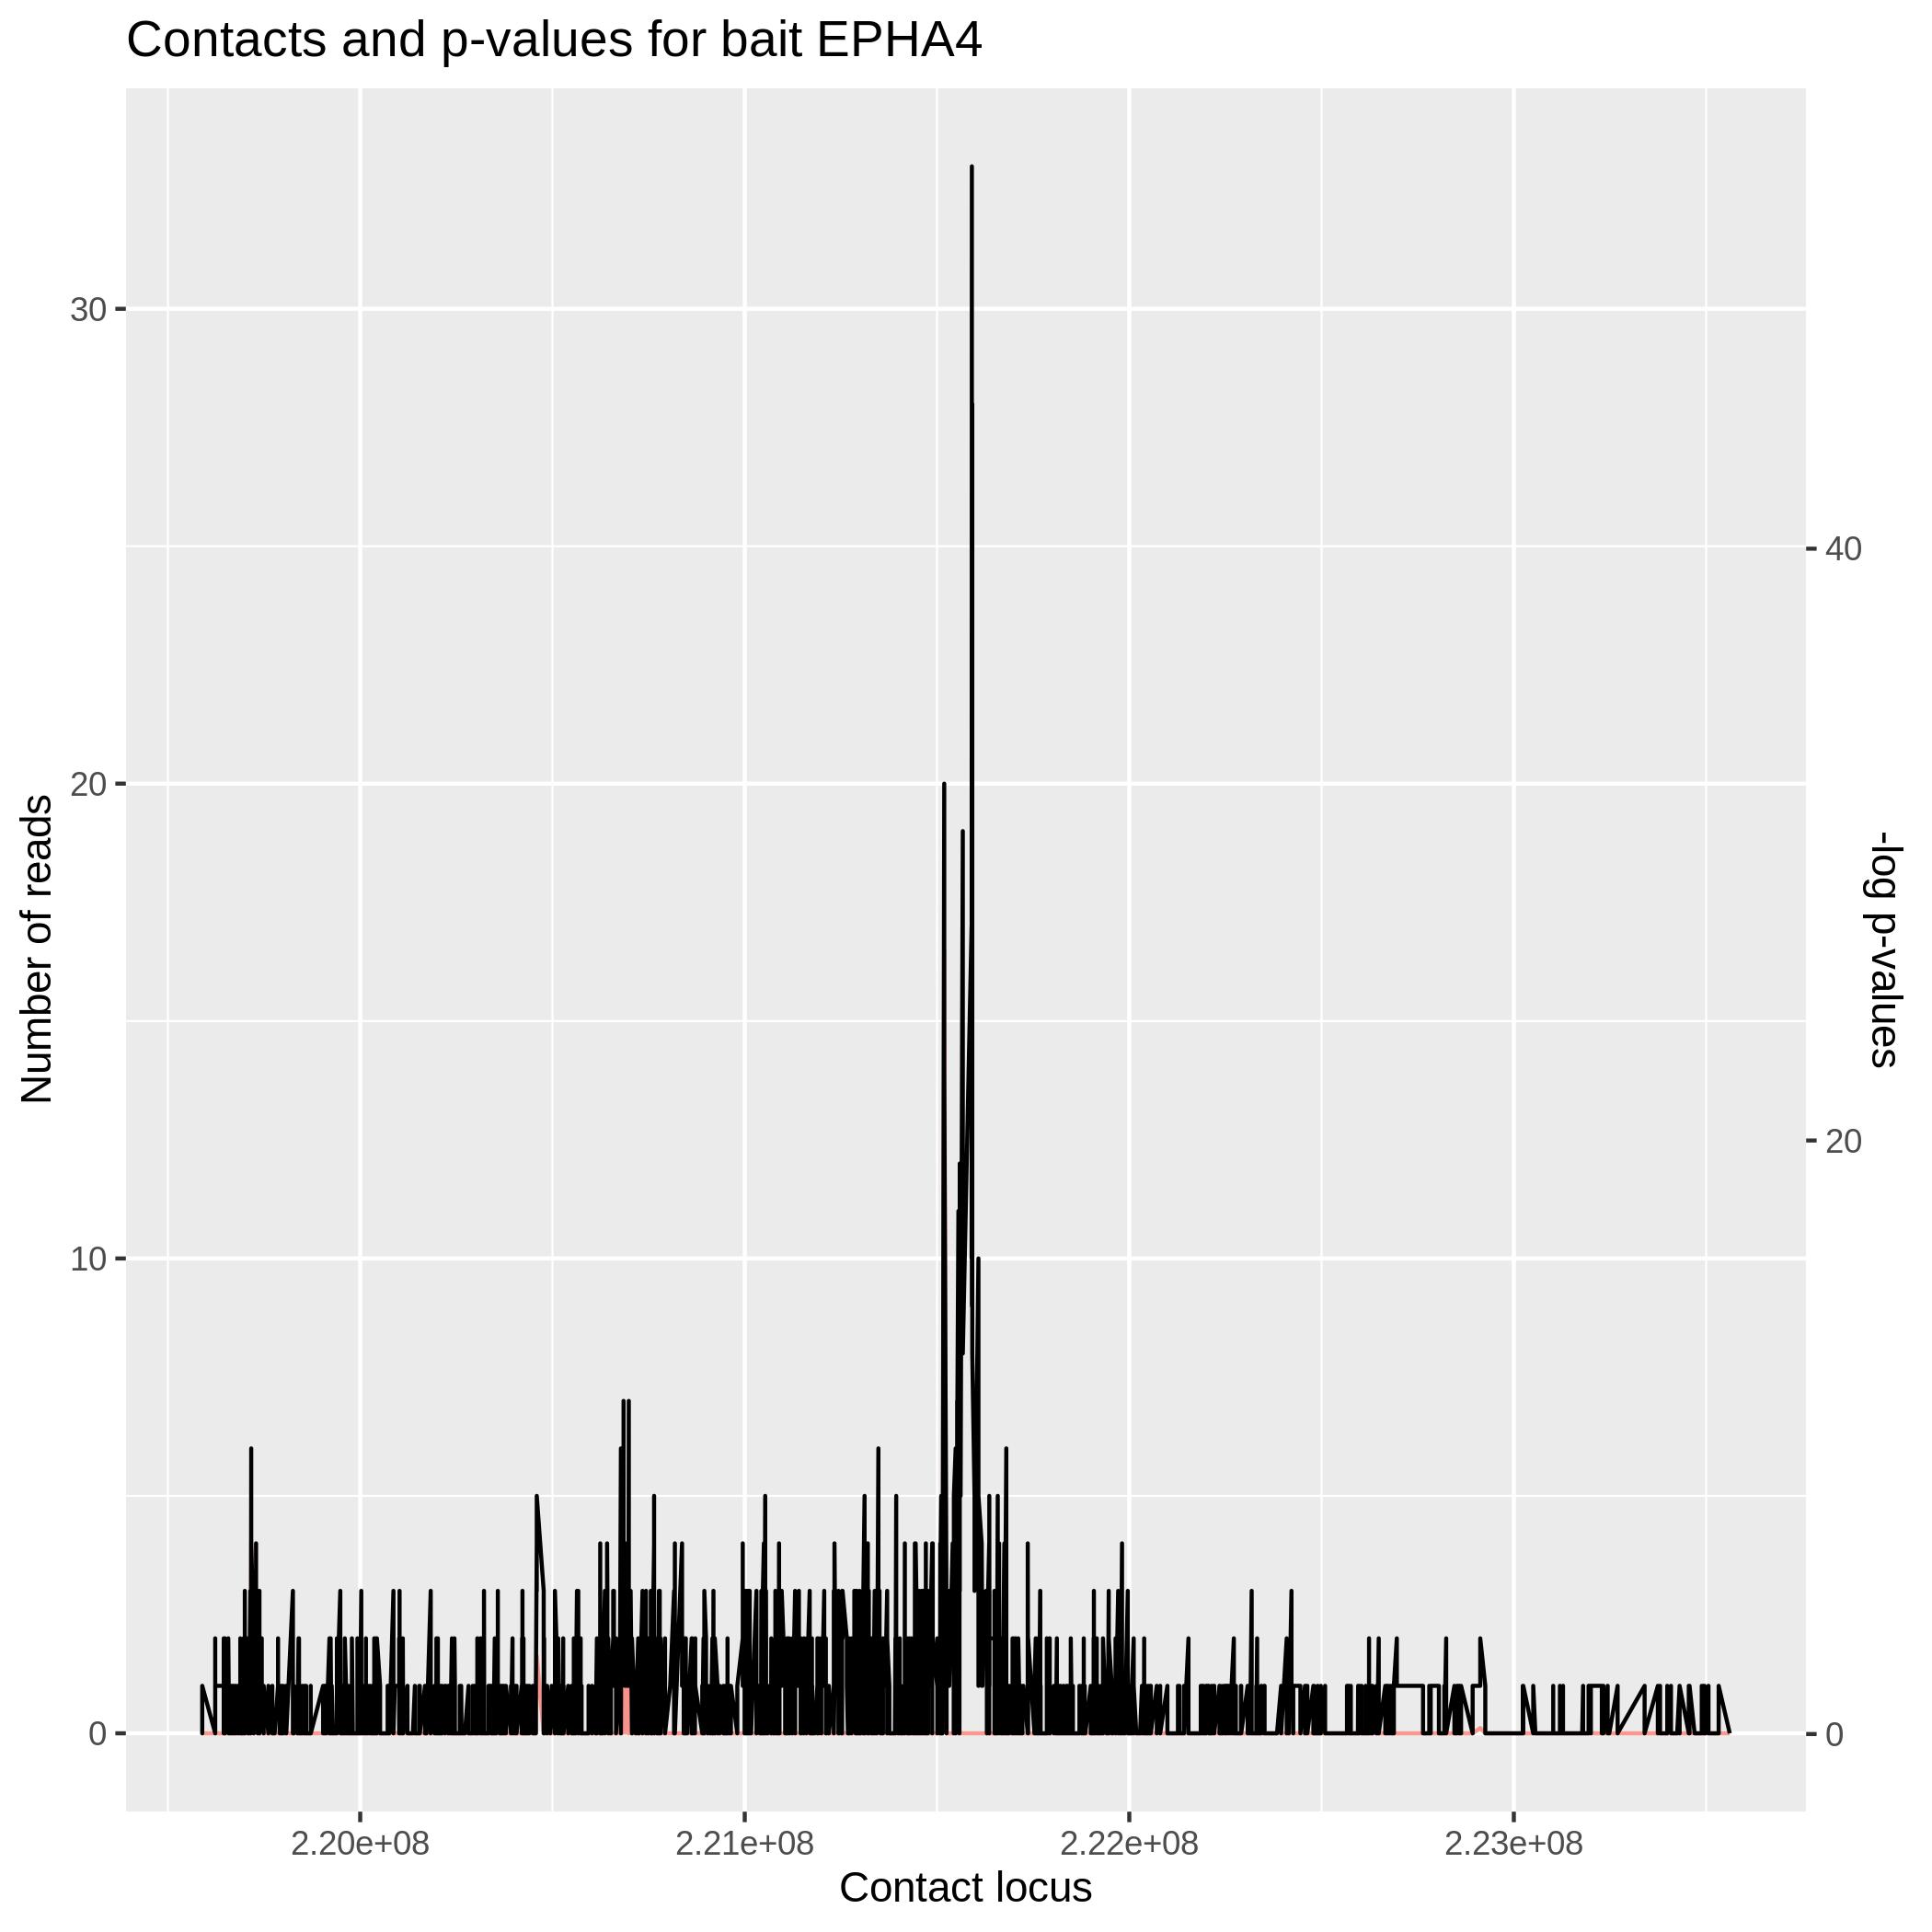 Contacts and p-values for bait EPHA4
30
20
10
0
Number of reads
40
20
0
-log p-values
2.20e+08
2.21e+08
2.22e+08
2.23e+08
Contact locus